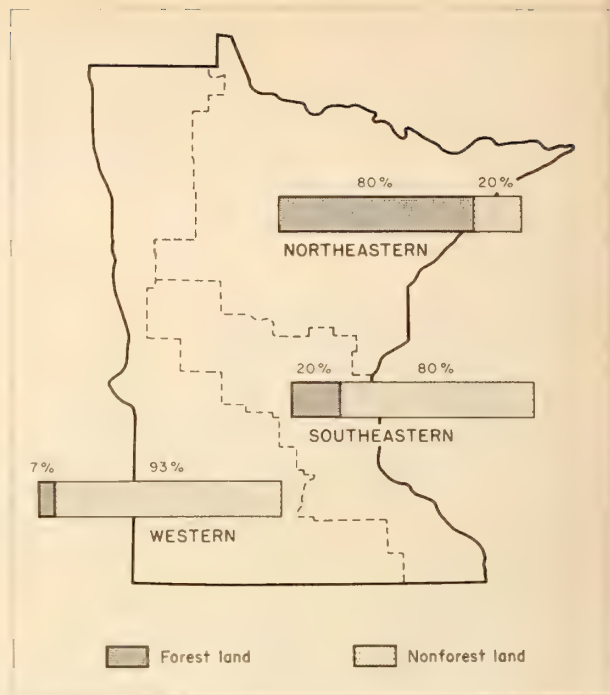 80% 20%
NORTHEASTERN
20% 80%
SOUTHEASTERN
7% 93%
WESTERN
Forest land Nonforest land